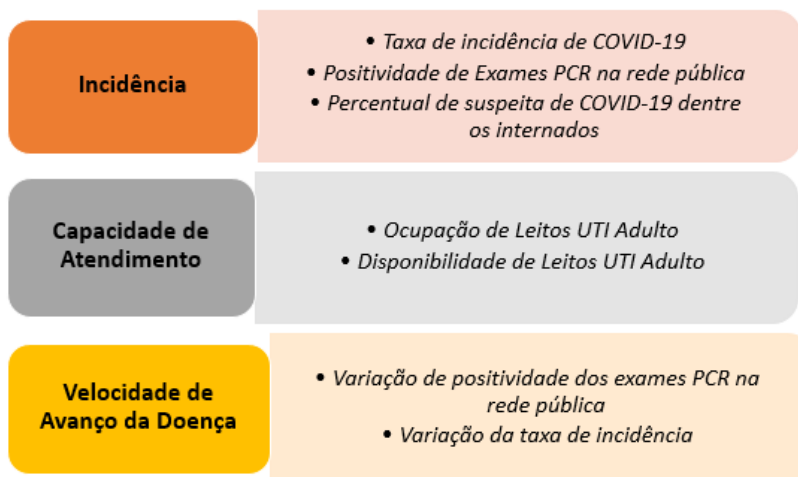 Incidência
• Taxa de incidência de COVID-19
• Positividade de Exames PCR na rede pública
• Percentual de suspeita de COVID-19 dentre
os internados
Capacidade de
Atendimento
• Ocupação de Leitos UTI Adulto
• Disponibilidade de Leitos UTI Adulto
Velocidade de
Avanço da Doença
• Variação de positividade dos exames PCR na
rede pública
• Variação da taxa de incidência